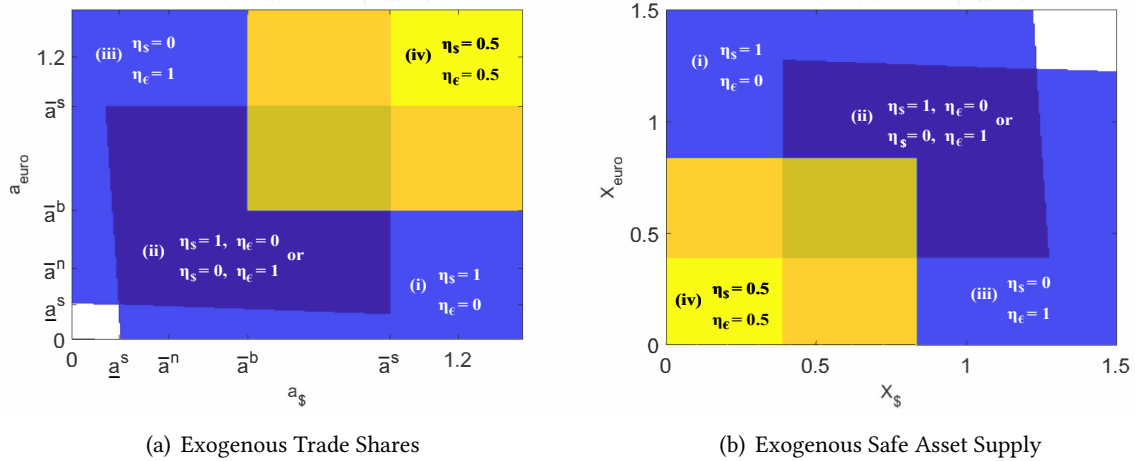 (iii) η$ = 0
η€ = 1
(iv) η$ = 0.5
η€ = 0.5
(ii) η$ = 1, η€ = 0
or
η$ = 0, η€ = 1
(i) η$ = 1
η€ = 0
1.2
a̅ˢ
a̅ᵇ
a̅ⁿ
a̲ˢ
0
a_euro
0 a̲ˢ a̅ⁿ a̅ᵇ a̅ˢ 1.2
a_$
(a) Exogenous Trade Shares
(i) η$ = 1
η€ = 0
(ii) η$ = 1, η€ = 0
or
η$ = 0, η€ = 1
(iv) η$ = 0.5
η€ = 0.5
(iii) η$ = 0
η€ = 1
1.5
1
0.5
0
X_euro
0 0.5 1 1.5
X_$
(b) Exogenous Safe Asset Supply